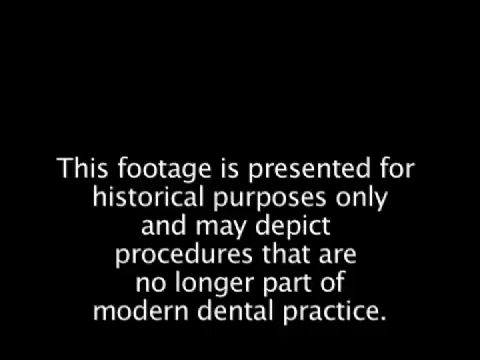 This footage is presented for
historical purposes only
and may depict
procedures that are
no longer part of
modern dental practice.